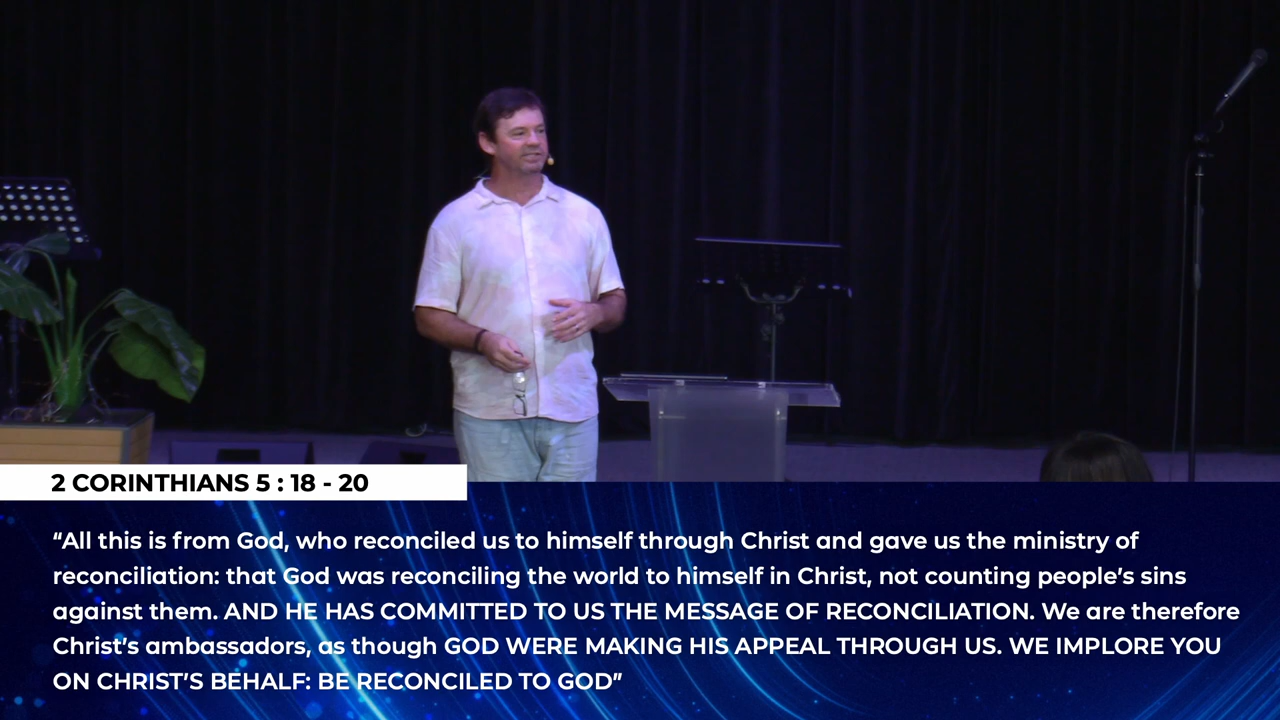 2 CORINTHIANS 5 : 18 - 20
“All this is from God, who reconciled us to himself through Christ and gave us the ministry of
reconciliation: that God was reconciling the world to himself in Christ, not counting people’s sins
against them. AND HE HAS COMMITTED TO US THE MESSAGE OF RECONCILIATION. We are therefore
Christ’s ambassadors, as though GOD WERE MAKING HIS APPEAL THROUGH US. WE IMPLORE YOU
ON CHRIST’S BEHALF: BE RECONCILED TO GOD”